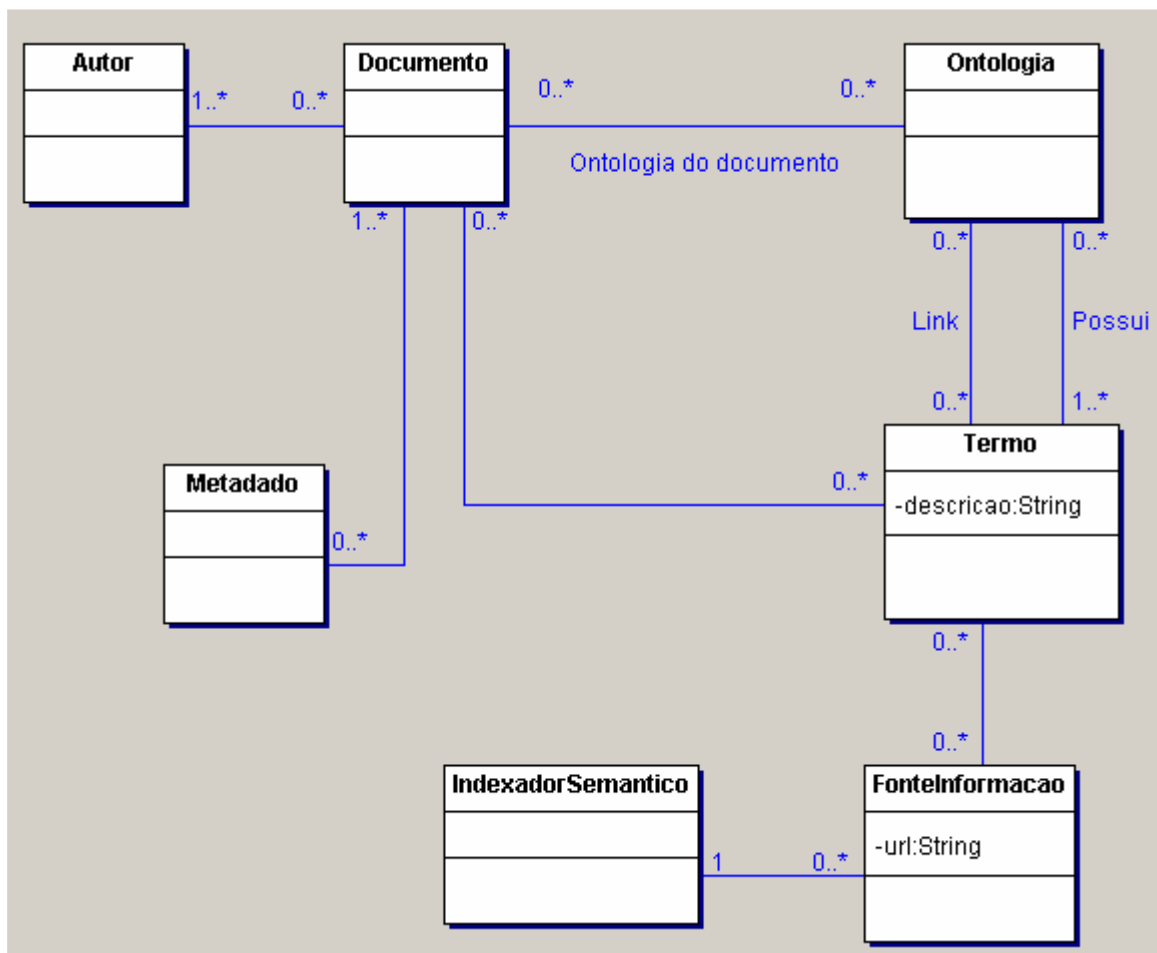 Autor
Documento
Ontologia
1..*
0..*
0..*
0..*
Ontologia do documento
1..*
0..*
0..*
0..*
Link
Possui
0..*
1..*
Termo
-descricao:String
Metadado
0..*
0..*
0..*
0..*
IndexadorSemantico
FonteInformacao
-url:String
1
0..*